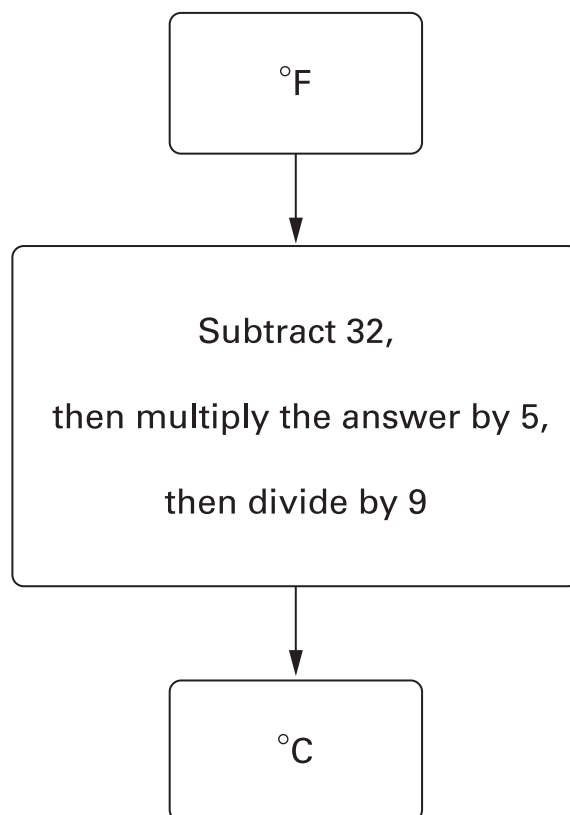 °F
Subtract 32,
then multiply the answer by 5,
then divide by 9
°C